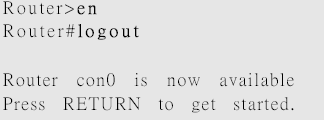 Router>en
Router#logout
Router con0 is now available
Press RETURN to get started.